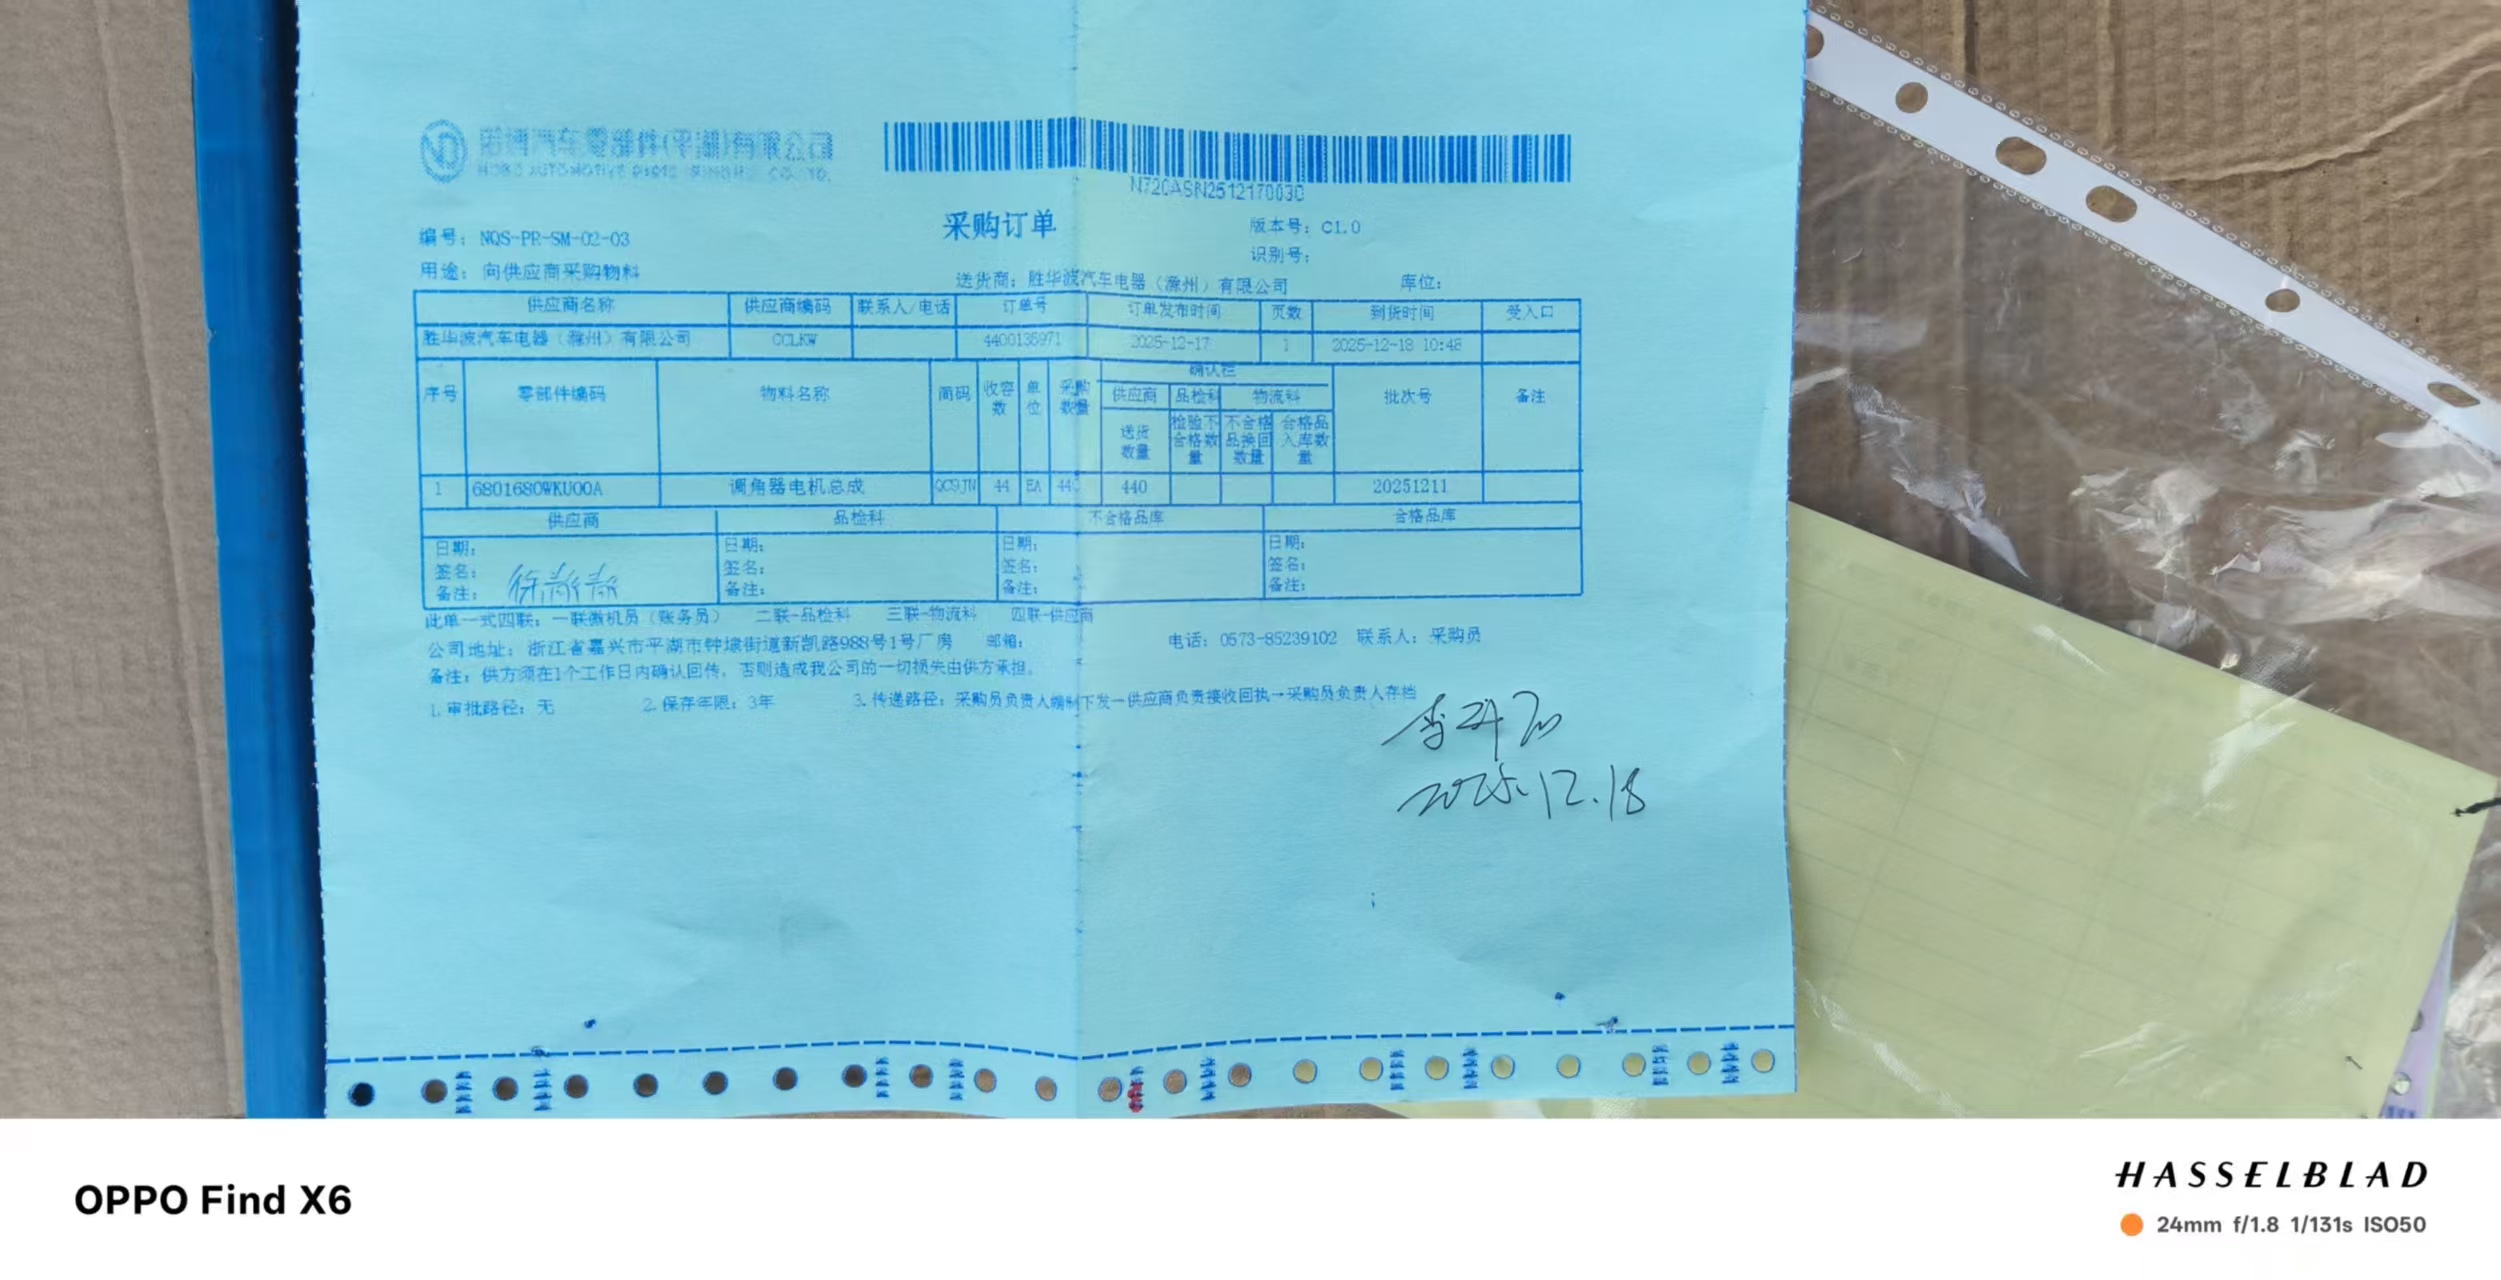 诺博汽车零部件(平湖)有限公司
N720ASN2512170030
采购订单
编号：NQS-PR-SM-02-03
版本号：C1.0
识别号：
用途：向供应商采购物料
送货商：胜华波汽车电器（滁州）有限公司
库位：
供应商名称 供应商编码 联系人/电话 订单号 订单发布时间 页数 到货时间 受入口
胜华波汽车电器（滁州）有限公司 CCLKW 4400135971 2025-12-17 1 2025-12-18 10:48
确认栏
序号 零部件编码 物料名称 简码 收容数 单位 采购数量 供应商 品检科 物流科 批次号 备注
送货数量 检验不合格数量 不合格品换回数量 合格品入库数量
1 6801680WKU00A 调角器电机总成 QC9JN 44 EA 440 440 20251211
供应商 品检科 不合格品库 合格品库
日期： 日期： 日期： 日期：
签名： 签名： 签名： 签名：
备注： 备注： 备注： 备注：
此单一式四联：一联微机员（账务员） 二联-品检科 三联-物流科 四联-供应商
公司地址：浙江省嘉兴市平湖市钟埭街道新凯路988号1号厂房 邮箱： 电话：0573-85239102 联系人：采购员
备注：供方须在1个工作日内确认回传，否则造成我公司的一切损失由供方承担。
1.审批路径：无 2.保存年限：3年 3.传递路径：采购员负责人编制下发→供应商负责接收回执→采购员负责人存档
2025.12.18
OPPO Find X6
HASSELBLAD
24mm f/1.8 1/131s ISO50